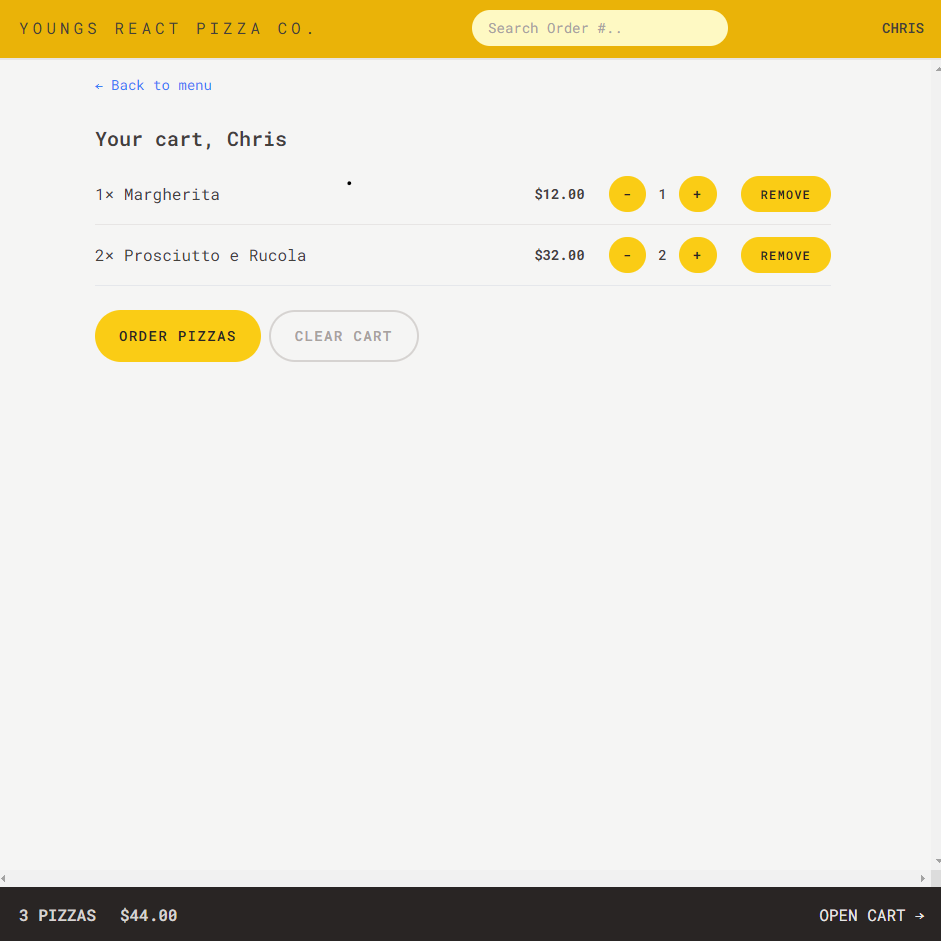 YOUNGS REACT PIZZA CO. Search Order #.. CHRIS
← Back to menu
Your cart, Chris
1× Margherita $12.00 - 1 + REMOVE
2× Prosciutto e Rucola $32.00 - 2 + REMOVE
ORDER PIZZAS CLEAR CART
3 PIZZAS $44.00 OPEN CART →